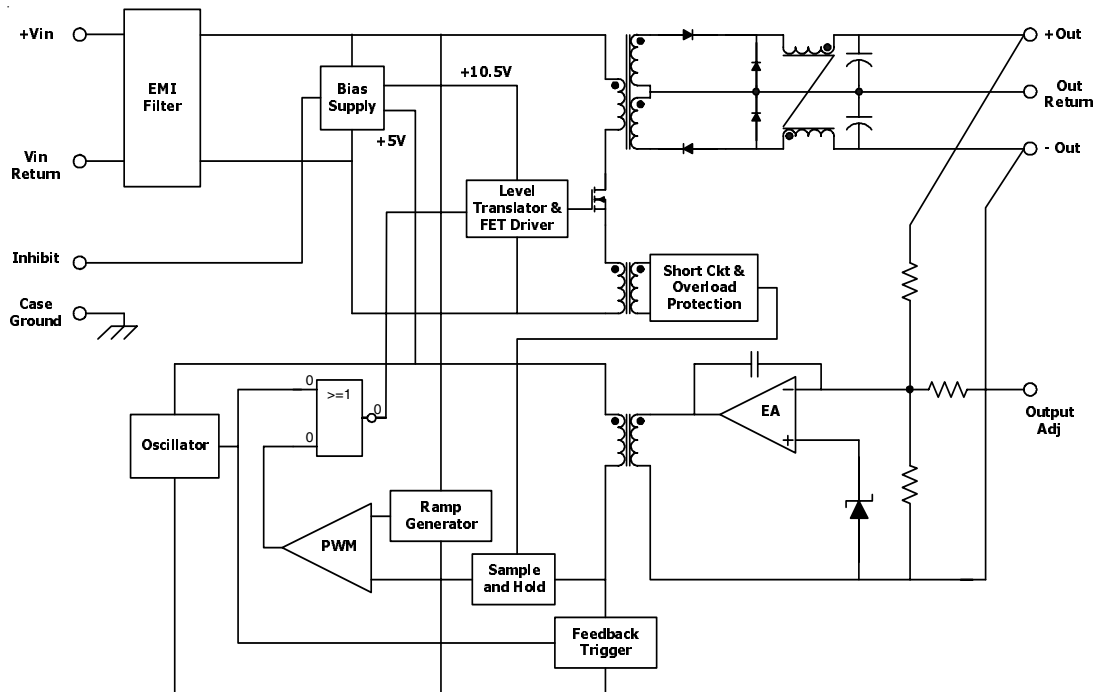 +Vin
EMI
Filter
Bias
Supply
+10.5V
+5V
+Out
Out
Return
- Out
Vin
Return
Level
Translator &
FET Driver
Inhibit
Short Ckt &
Overload
Protection
Case
Ground
0
>=1
0
0
EA
Output
Adj
Oscillator
Ramp
Generator
PWM
Sample
and Hold
Feedback
Trigger